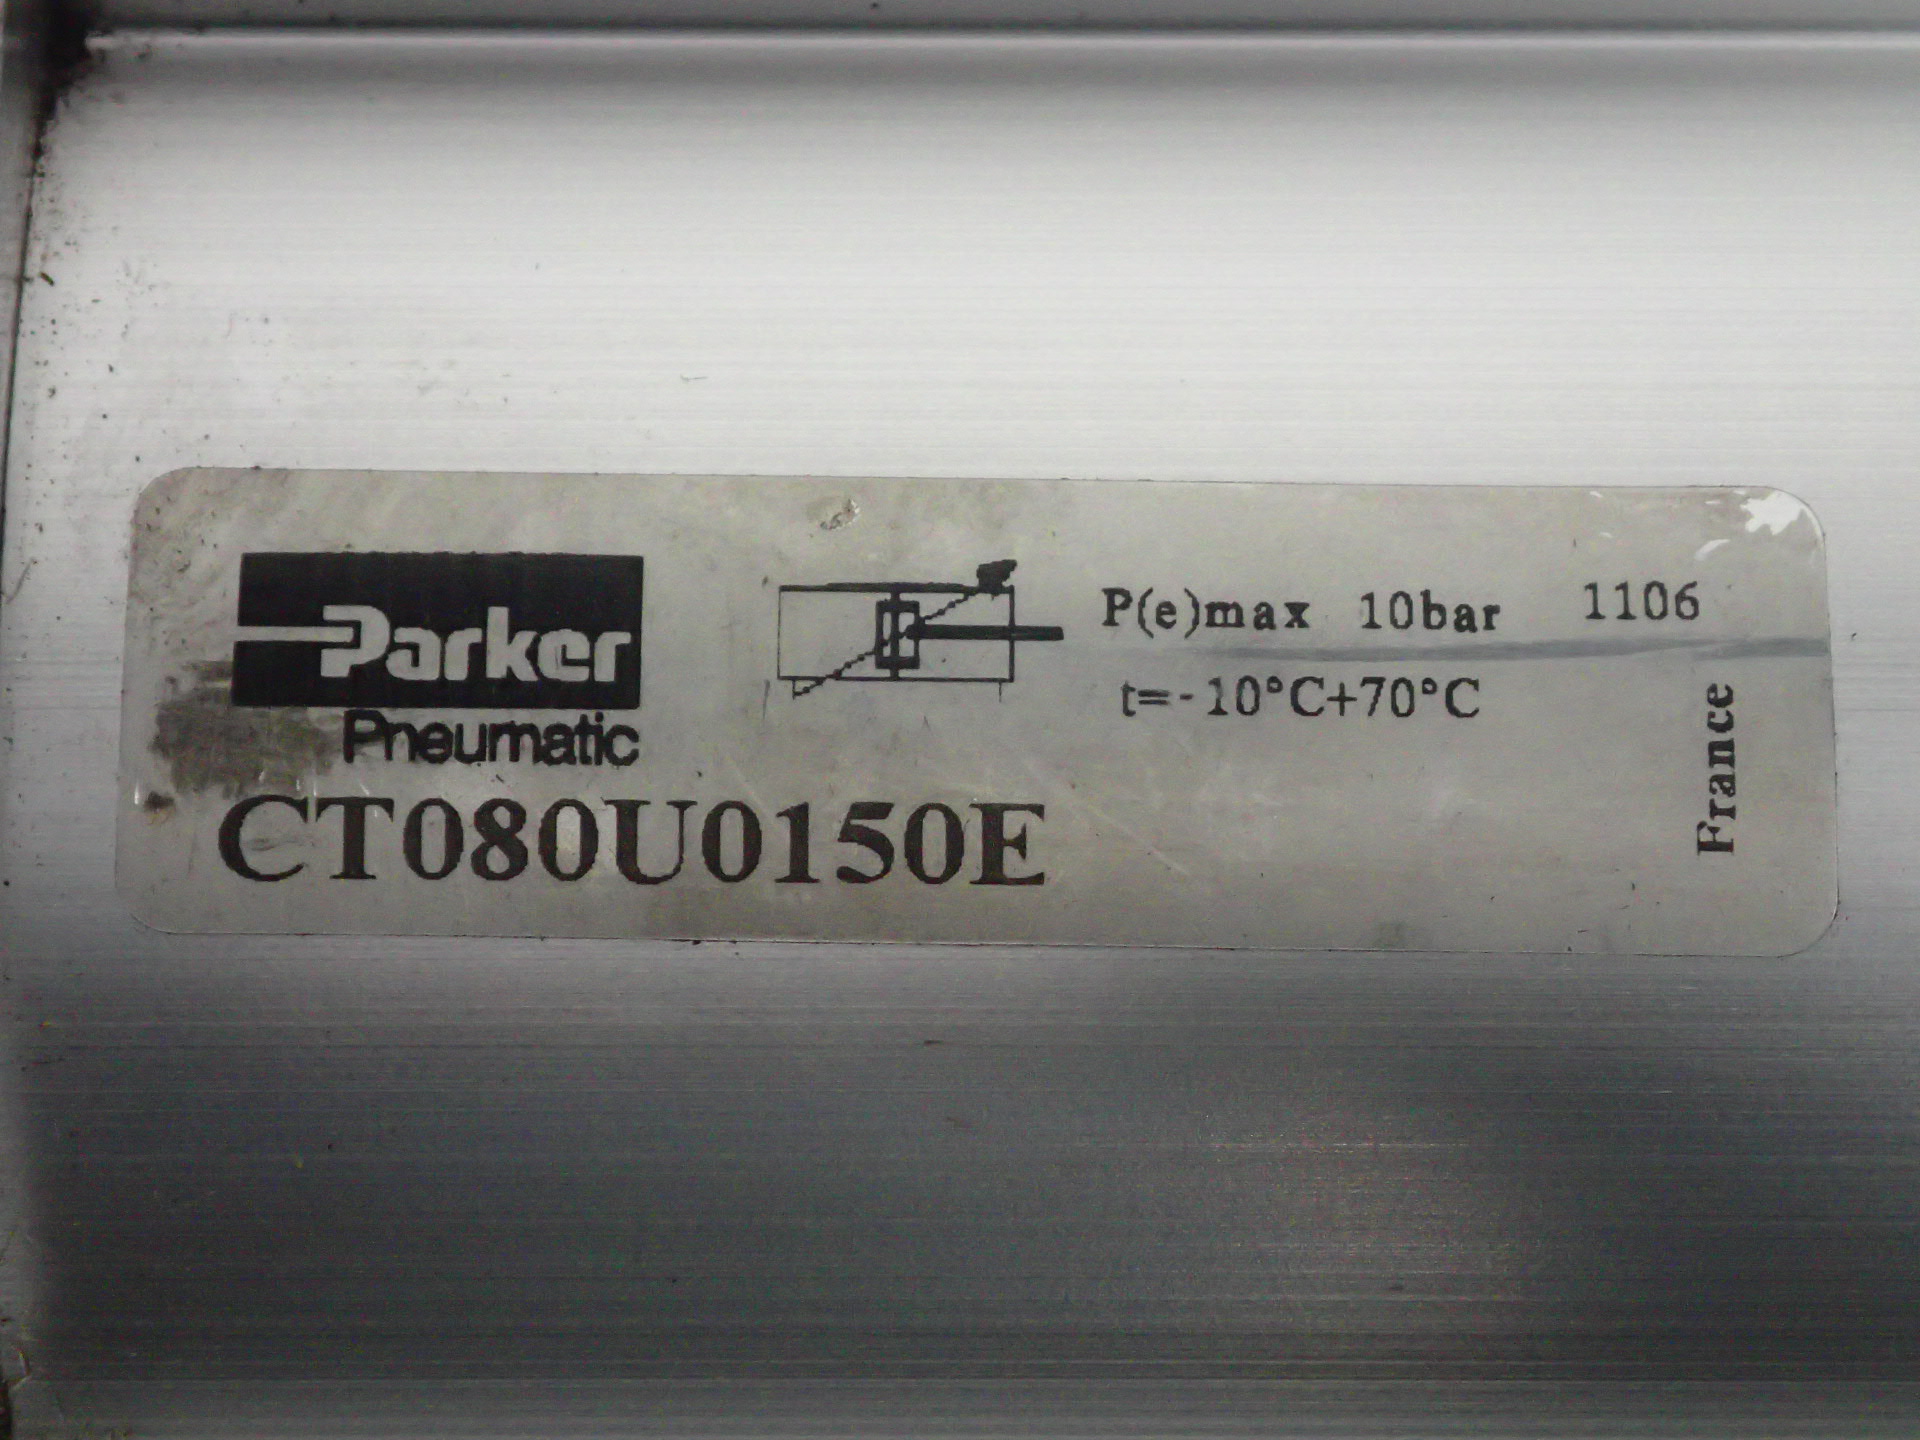 Parker
Pneumatic
P(e)max 10bar 1106
t=-10°C+70°C
CT080U0150E
France